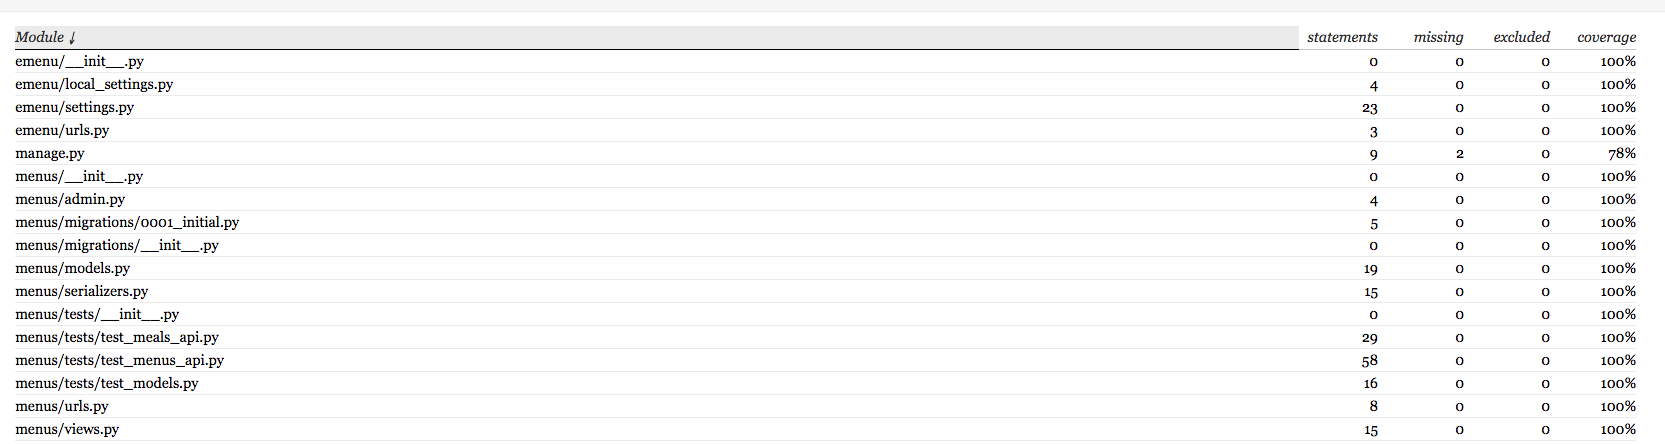 Module ↓ statements missing excluded coverage
emenu/__init__.py 0 0 0 100%
emenu/local_settings.py 4 0 0 100%
emenu/settings.py 23 0 0 100%
emenu/urls.py 3 0 0 100%
manage.py 9 2 0 78%
menus/__init__.py 0 0 0 100%
menus/admin.py 4 0 0 100%
menus/migrations/0001_initial.py 5 0 0 100%
menus/migrations/__init__.py 0 0 0 100%
menus/models.py 19 0 0 100%
menus/serializers.py 15 0 0 100%
menus/tests/__init__.py 0 0 0 100%
menus/tests/test_meals_api.py 29 0 0 100%
menus/tests/test_menus_api.py 58 0 0 100%
menus/tests/test_models.py 16 0 0 100%
menus/urls.py 8 0 0 100%
menus/views.py 15 0 0 100%